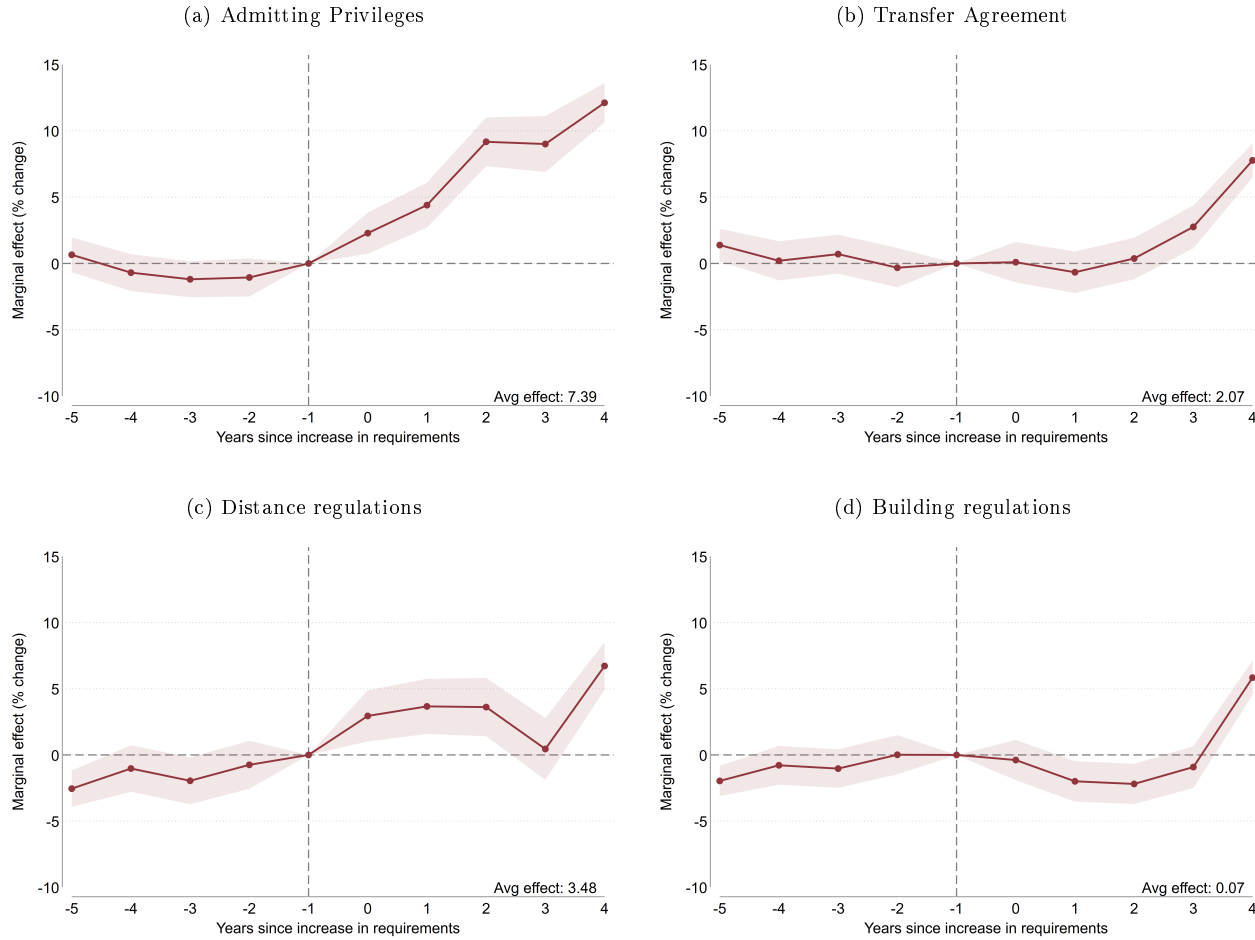 (a) Admitting Privileges
15
10
5
0
-5
-10
Marginal effect (% change)
Avg effect: 7.39
-5 -4 -3 -2 -1 0 1 2 3 4
Years since increase in requirements
(b) Transfer Agreement
15
10
5
0
-5
-10
Marginal effect (% change)
Avg effect: 2.07
-5 -4 -3 -2 -1 0 1 2 3 4
Years since increase in requirements
(c) Distance regulations
15
10
5
0
-5
-10
Marginal effect (% change)
Avg effect: 3.48
-5 -4 -3 -2 -1 0 1 2 3 4
Years since increase in requirements
(d) Building regulations
15
10
5
0
-5
-10
Marginal effect (% change)
Avg effect: 0.07
-5 -4 -3 -2 -1 0 1 2 3 4
Years since increase in requirements